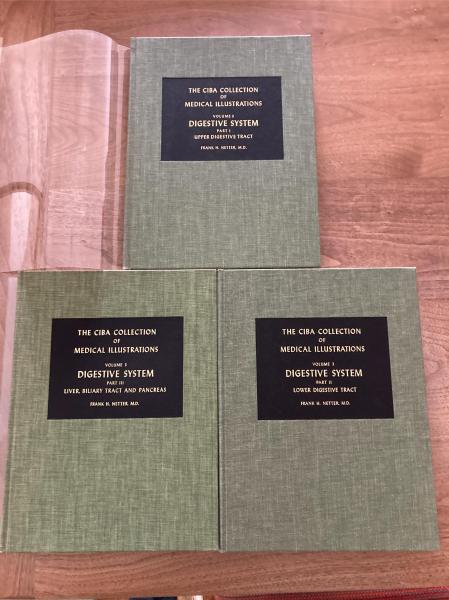 THE CIBA COLLECTION
OF
MEDICAL ILLUSTRATIONS
VOLUME 3
DIGESTIVE SYSTEM
PART I
UPPER DIGESTIVE TRACT
FRANK H. NETTER, M.D.
THE CIBA COLLECTION
OF
MEDICAL ILLUSTRATIONS
VOLUME 3
DIGESTIVE SYSTEM
PART III
LIVER, BILIARY TRACT AND PANCREAS
FRANK H. NETTER, M.D.
THE CIBA COLLECTION
OF
MEDICAL ILLUSTRATIONS
VOLUME 3
DIGESTIVE SYSTEM
PART II
LOWER DIGESTIVE TRACT
FRANK H. NETTER, M.D.